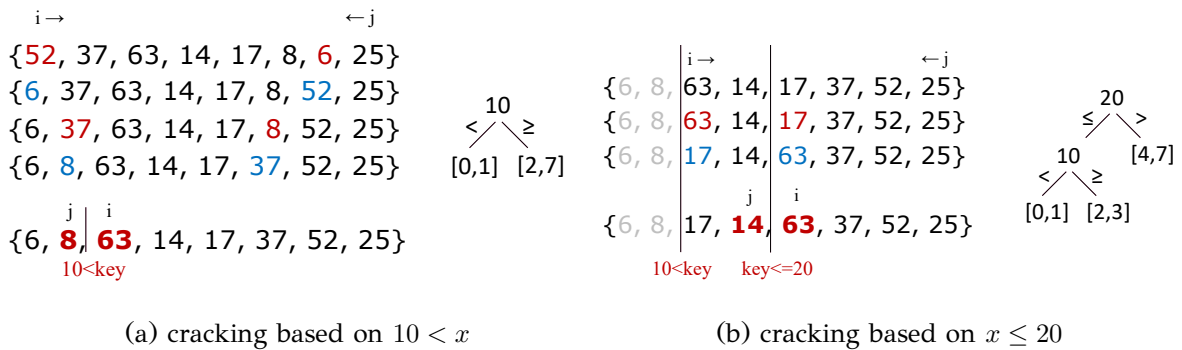 i → ← j
{52, 37, 63, 14, 17, 8, 6, 25}
{6, 37, 63, 14, 17, 8, 52, 25}
{6, 37, 63, 14, 17, 8, 52, 25}
{6, 8, 63, 14, 17, 37, 52, 25}
j i
{6, 8, 63, 14, 17, 37, 52, 25}
10<key
10
< ≥
[0,1] [2,7]
(a) cracking based on 10 < x
i → ← j
{6, 8, 63, 14, 17, 37, 52, 25}
{6, 8, 63, 14, 17, 37, 52, 25}
{6, 8, 17, 14, 63, 37, 52, 25}
j i
{6, 8, 17, 14, 63, 37, 52, 25}
10<key key<=20
20
≤ >
10 [4,7]
< ≥
[0,1] [2,3]
(b) cracking based on x ≤ 20